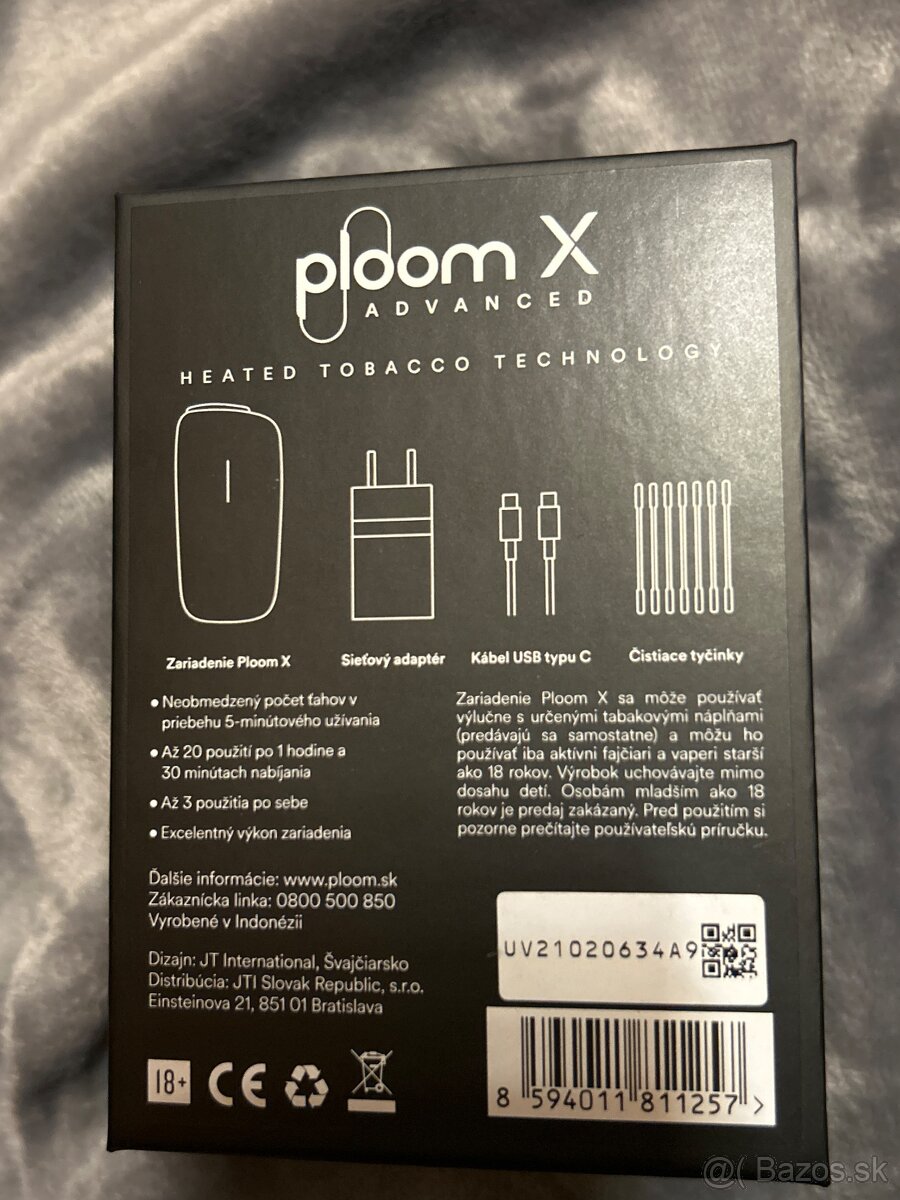 ploom X
ADVANCED
HEATED TOBACCO TECHNOLOGY
Zariadenie Ploom X
Sieťový adaptér
Kábel USB typu C
Čistiace tyčinky
• Neobmedzený počet ťahov v
priebehu 5-minútového užívania
• Až 20 použití po 1 hodine a
30 minútach nabíjania
• Až 3 použitia po sebe
• Excelentný výkon zariadenia
Zariadenie Ploom X sa môže používať
výlučne s určenými tabakovými náplňami
(predávajú sa samostatne) a môžu ho
používať iba aktívni fajčiari a vaperi starší
ako 18 rokov. Výrobok uchovávajte mimo
dosahu detí. Osobám mladším ako 18
rokov je predaj zakázaný. Pred použitím si
pozorne prečítajte používateľskú príručku.
Ďalšie informácie: www.ploom.sk
Zákaznícka linka: 0800 500 850
Vyrobené v Indonézii
Dizajn: JT International, Švajčiarsko
Distribúcia: JTI Slovak Republic, s.r.o.
Einsteinova 21, 851 01 Bratislava
UV21020634A9
18+
CE
8 594011 811257 >
@( Bazos.sk